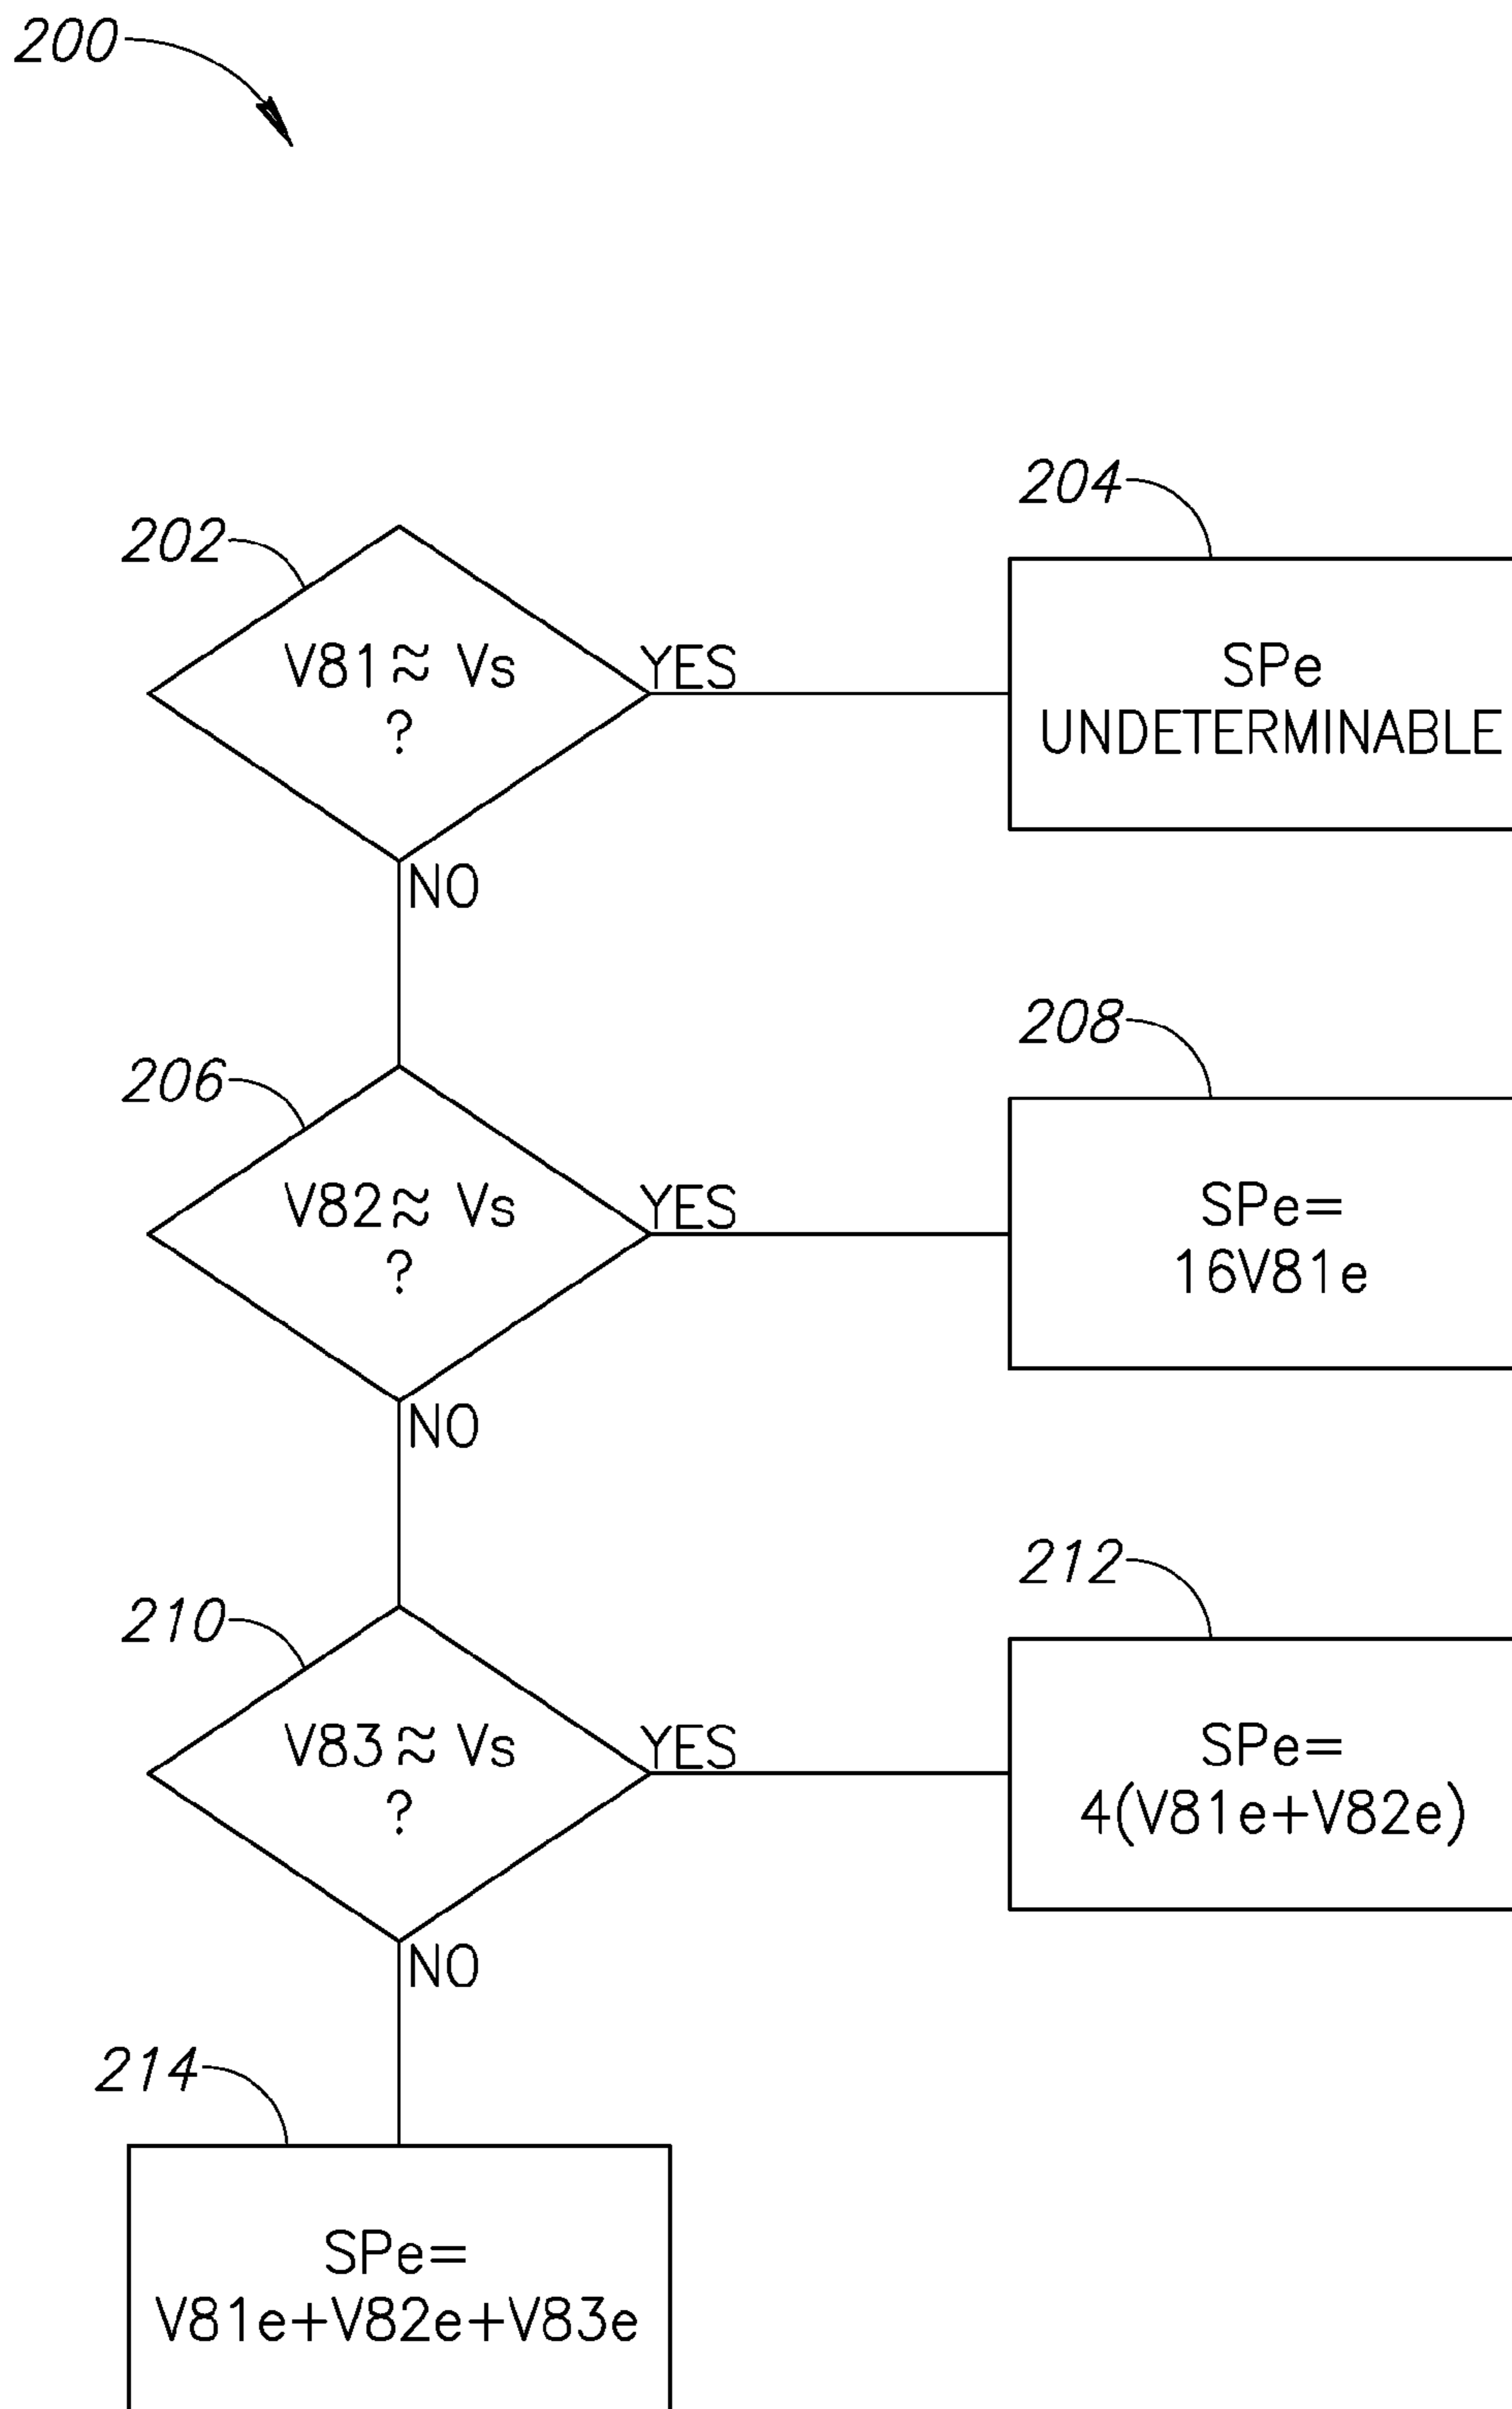 200
204
202
V81≈ Vs
?
YES
SPe
UNDETERMINABLE
NO
208
206
V82≈ Vs
?
YES
SPe=
16V81e
NO
212
210
V83≈ Vs
?
YES
SPe=
4(V81e+V82e)
NO
214
SPe=
V81e+V82e+V83e